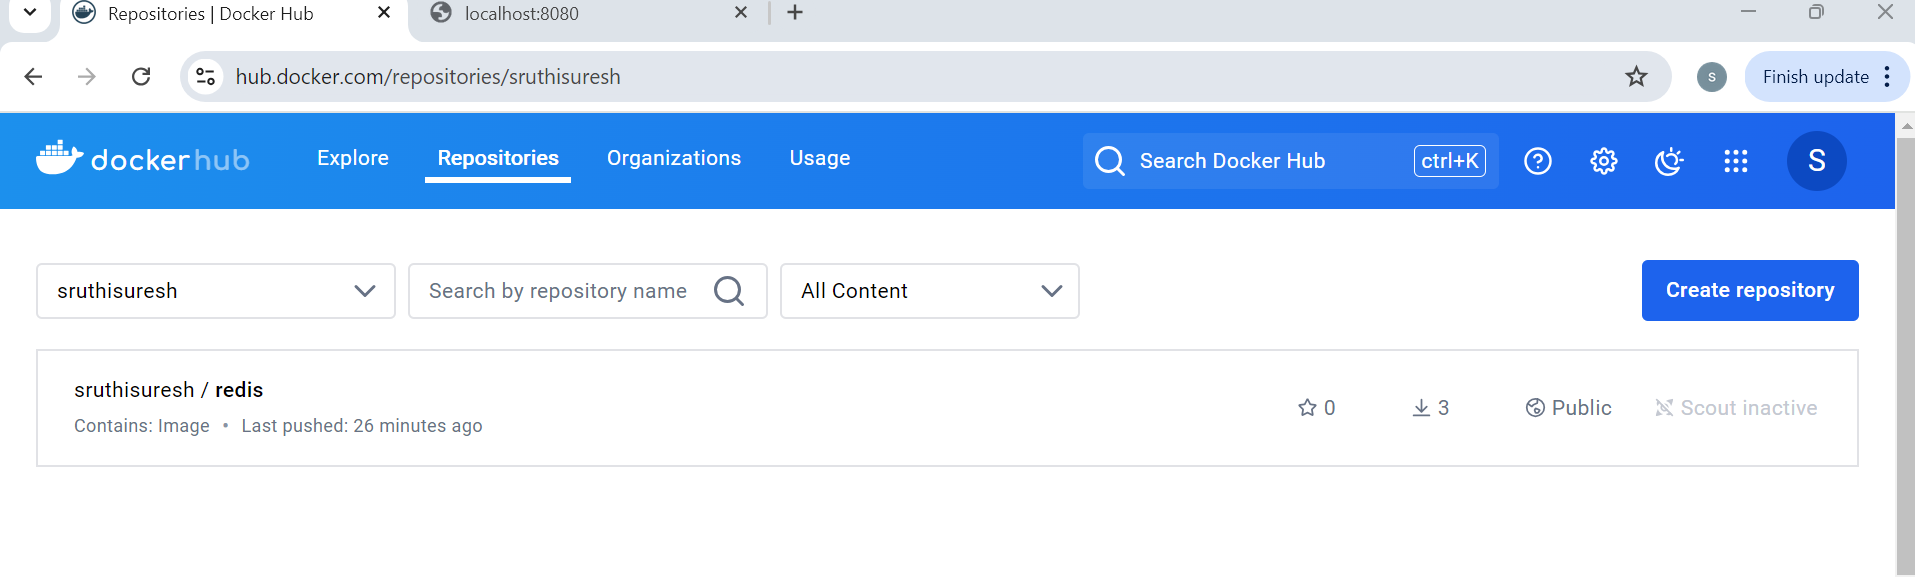 Repositories | Docker Hub
localhost:8080
hub.docker.com/repositories/sruthisuresh
S
Finish update
dockerhub
Explore
Repositories
Organizations
Usage
Search Docker Hub
ctrl+K
S
sruthisuresh
Search by repository name
All Content
Create repository
sruthisuresh / redis
0
3
Public
Scout inactive
Contains: Image • Last pushed: 26 minutes ago